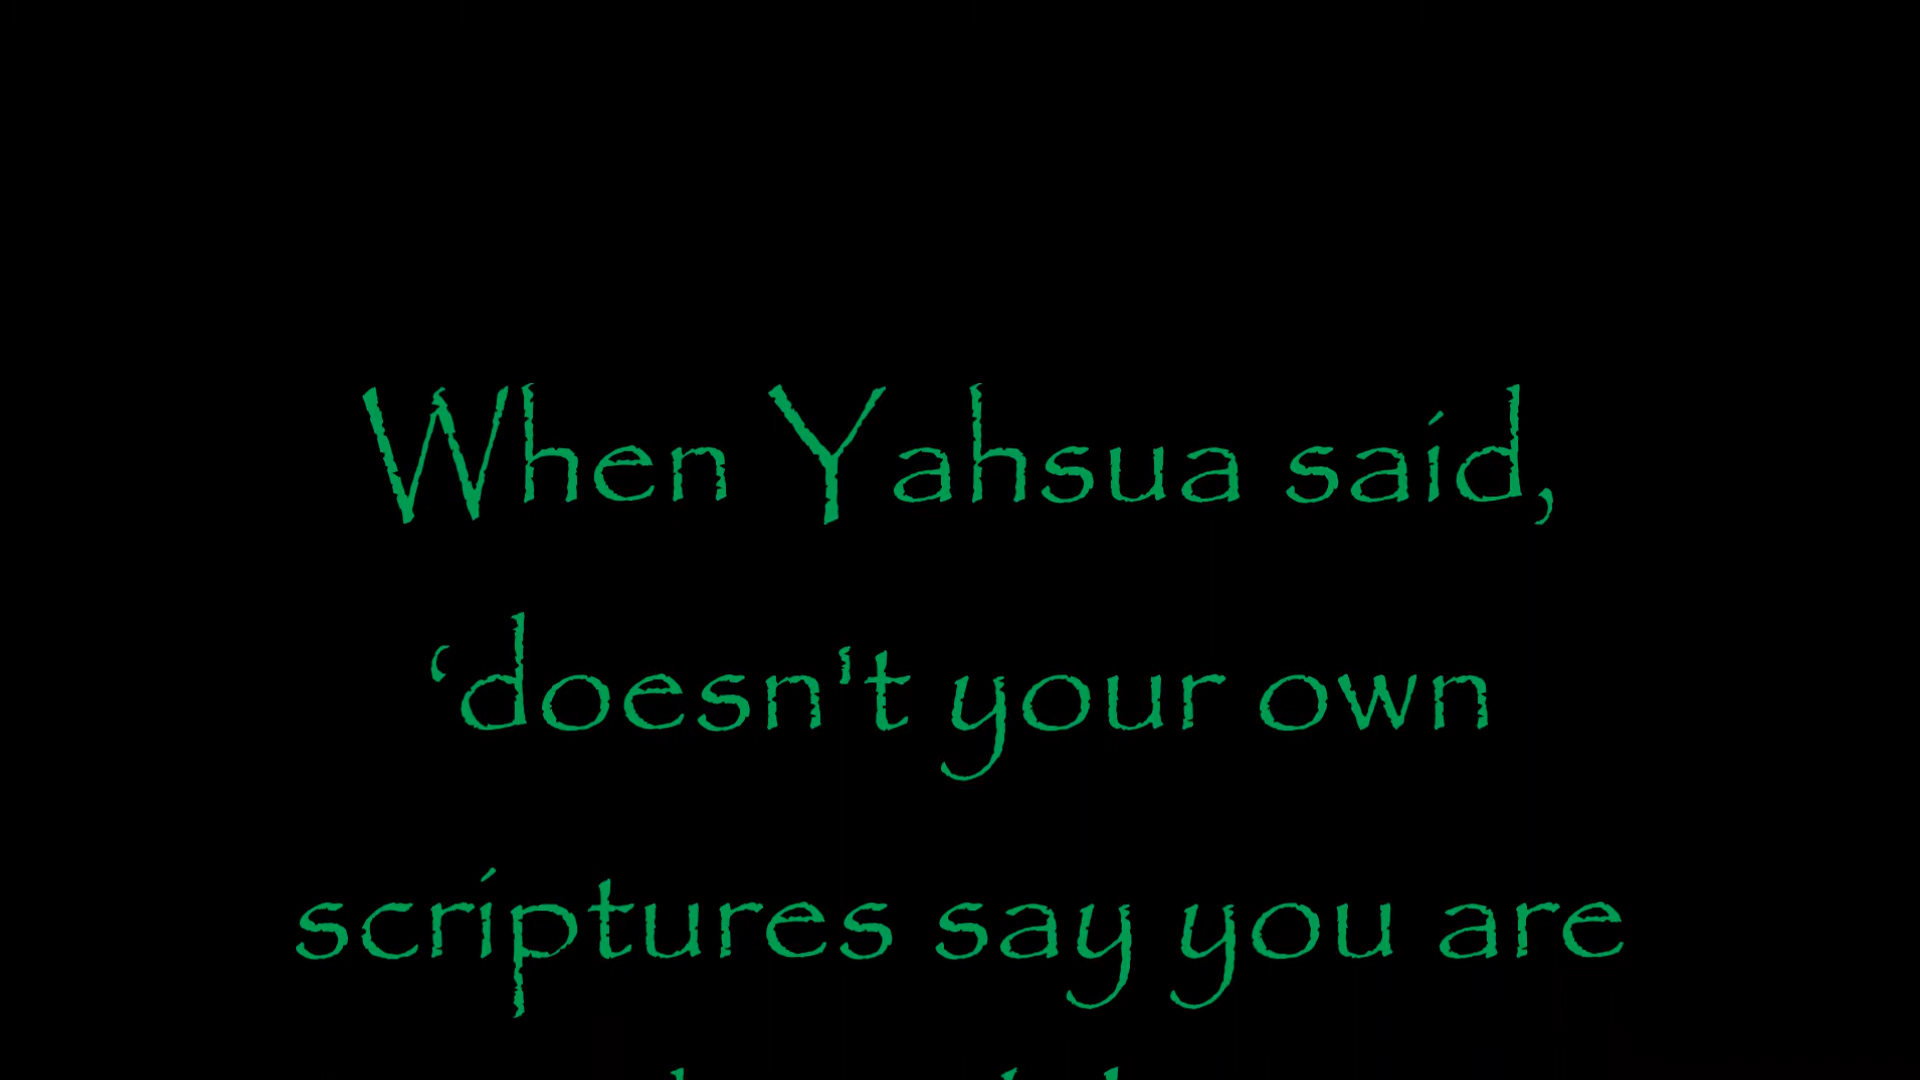 When Yahsua said,
‘doesn't your own
scriptures say you are